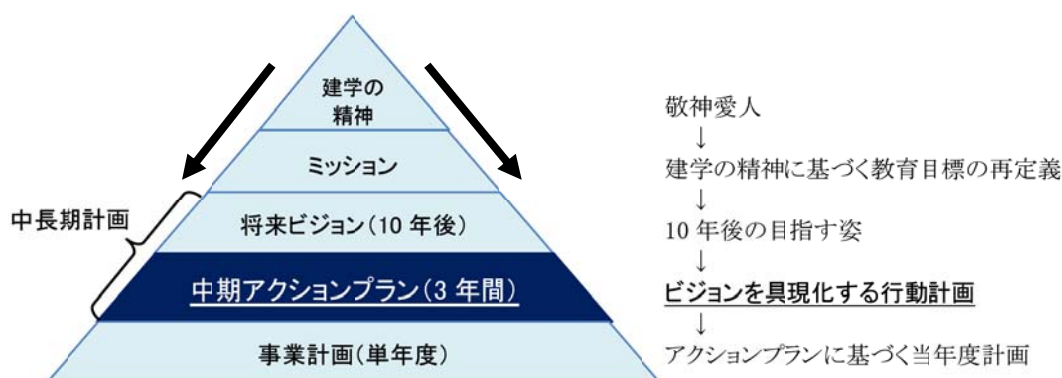 建学の
精神
ミッション
中長期計画
将来ビジョン(10 年後)
中期アクションプラン(3 年間)
事業計画(単年度)
敬神愛人
↓
建学の精神に基づく教育目標の再定義
↓
10 年後の目指す姿
↓
ビジョンを具現化する行動計画
↓
アクションプランに基づく当年度計画